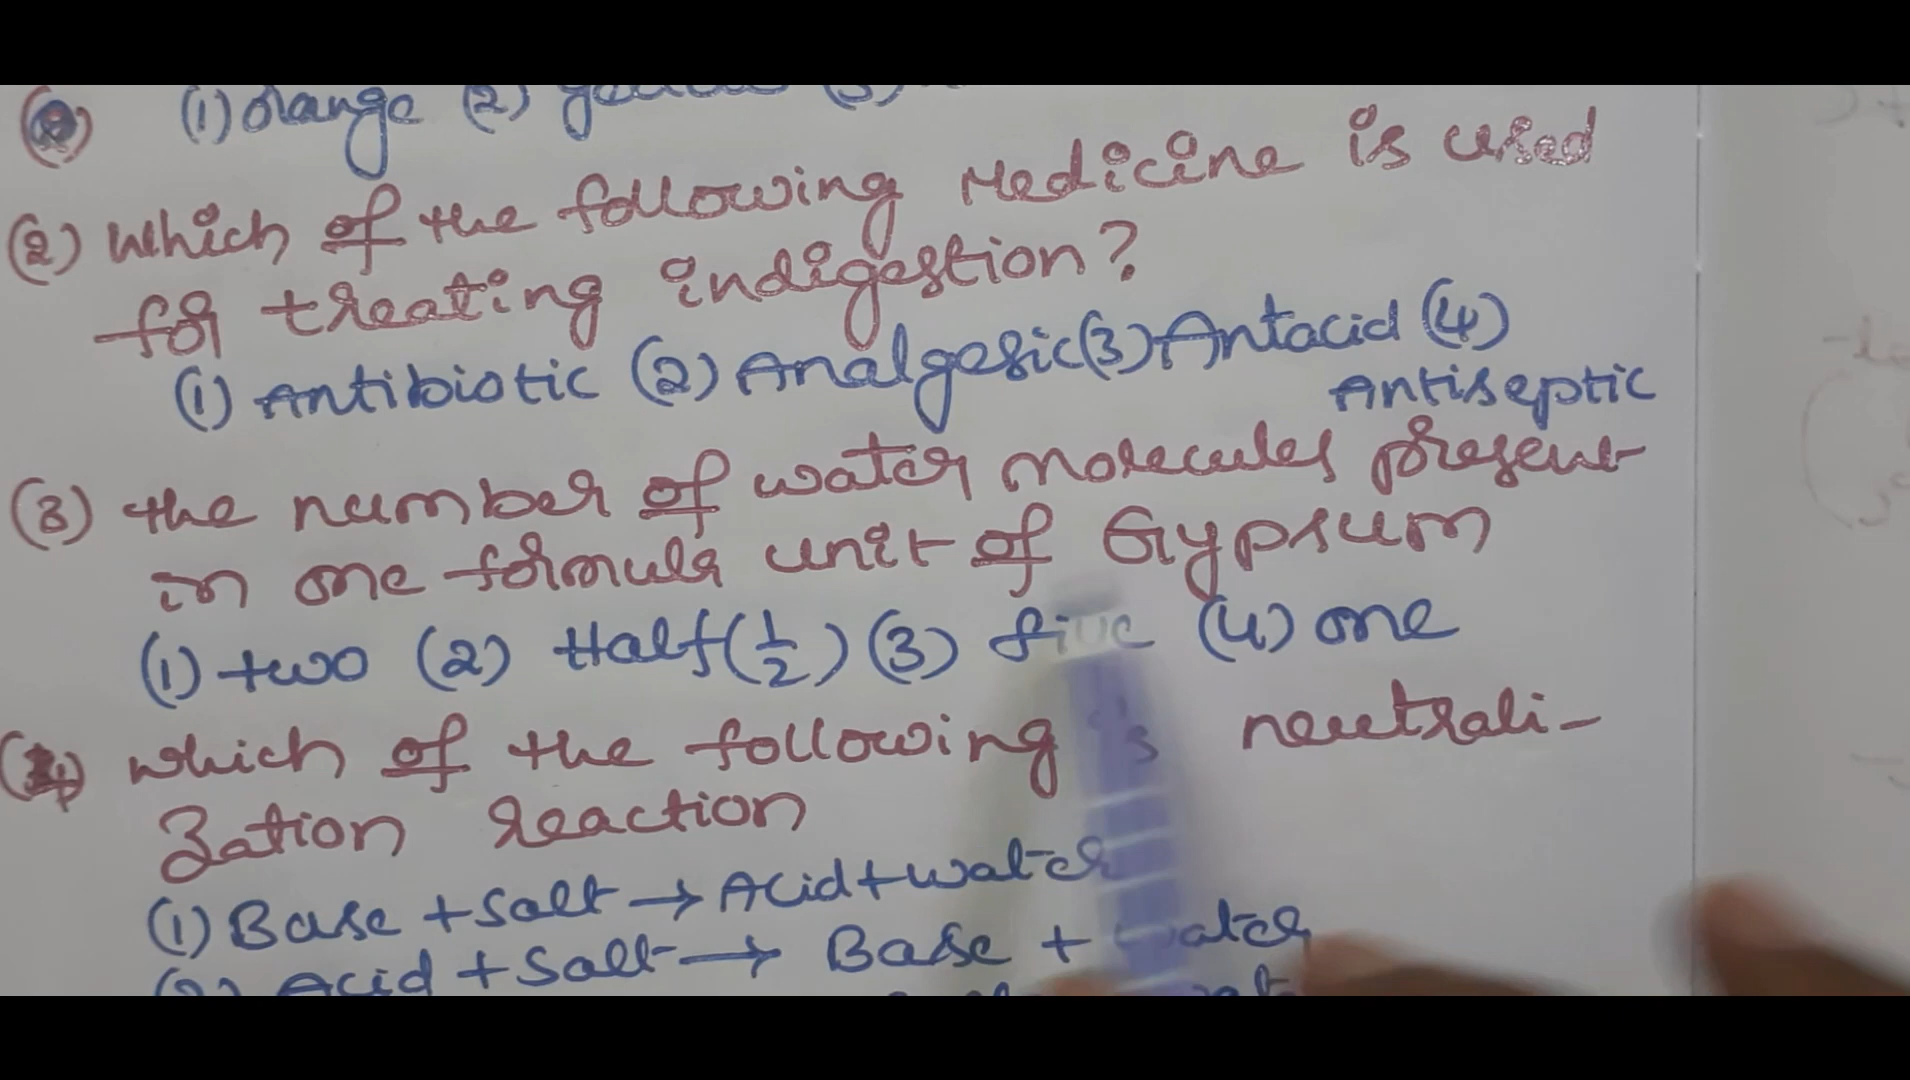 (1) orange (2)
(2) which of the following Medicine is used
for treating indigestion?
(1) Antibiotic (2) Analgesic (3) Antacid (4)
Antiseptic
(3) the number of water molecules present
in one formula unit of Gypsum
(1) two (2) Half (1/2) (3) five (4) one
which of the following is neutrali-
zation reaction
(1) Base + Salt → Acid + water
Acid + Salt → Base + water